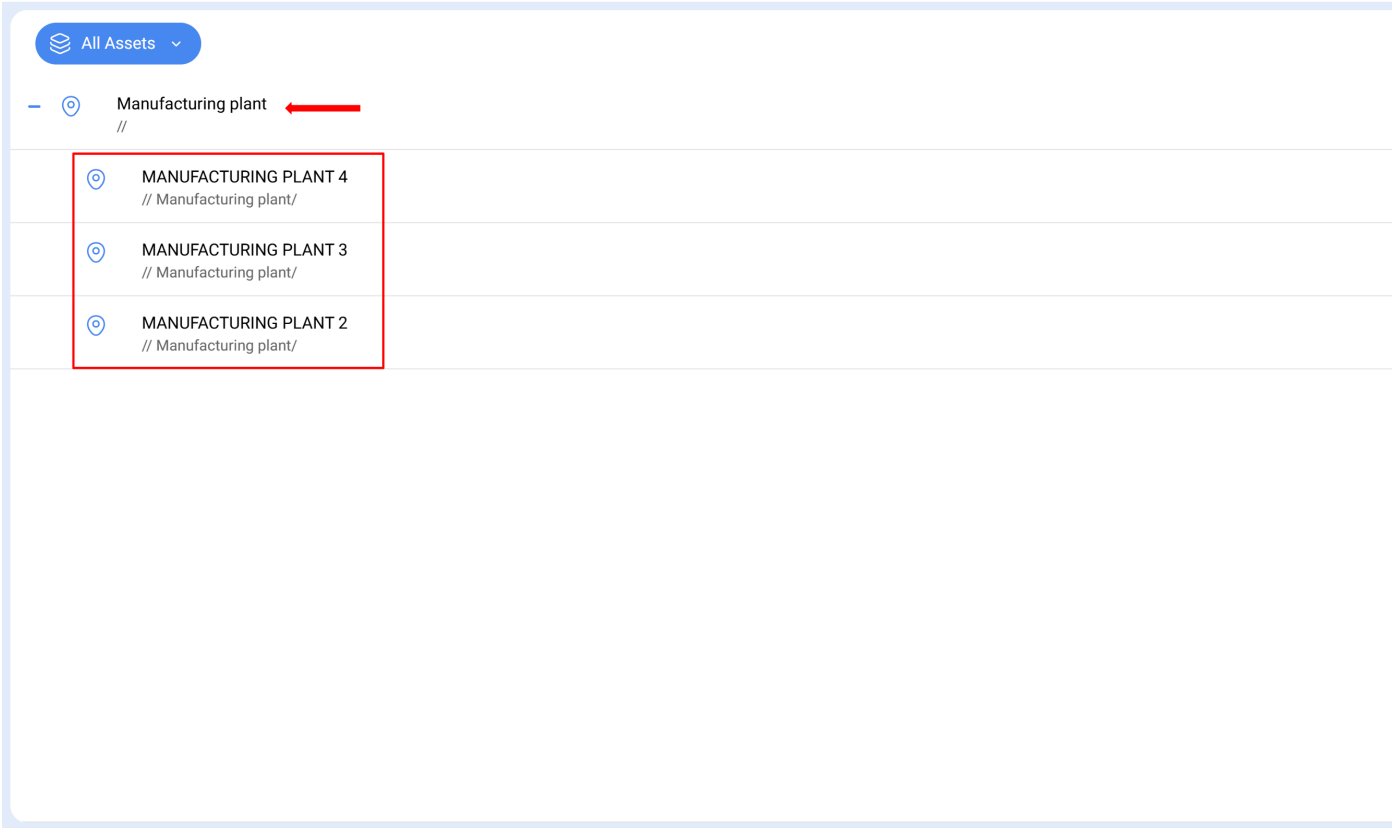 All Assets
Manufacturing plant
//
MANUFACTURING PLANT 4
// Manufacturing plant/
MANUFACTURING PLANT 3
// Manufacturing plant/
MANUFACTURING PLANT 2
// Manufacturing plant/